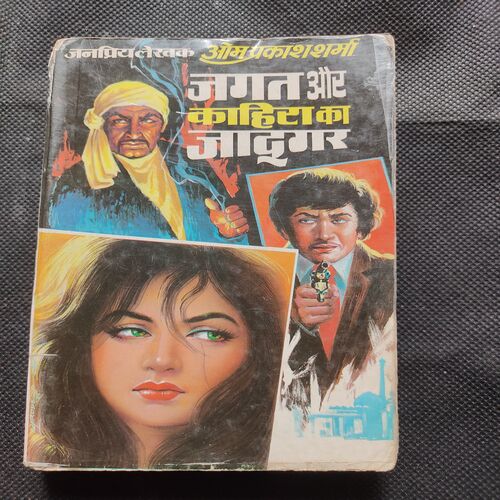 जनप्रिय लेखक ओम प्रकाश शर्मा
जगत और
काहिरा का
जादूगर